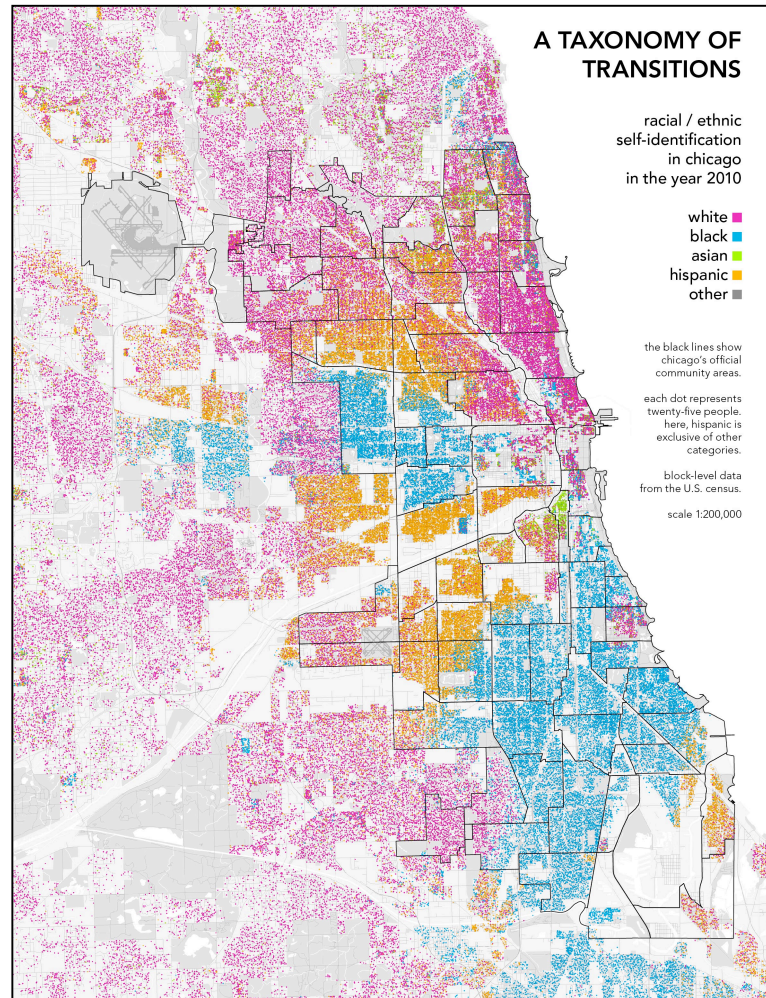 A TAXONOMY OF
TRANSITIONS
racial / ethnic
self-identification
in chicago
in the year 2010
white
black
asian
hispanic
other
the black lines show
chicago's official
community areas.
each dot represents
twenty-five people.
here, hispanic is
exclusive of other
categories.
block-level data
from the U.S. census.
scale 1:200,000